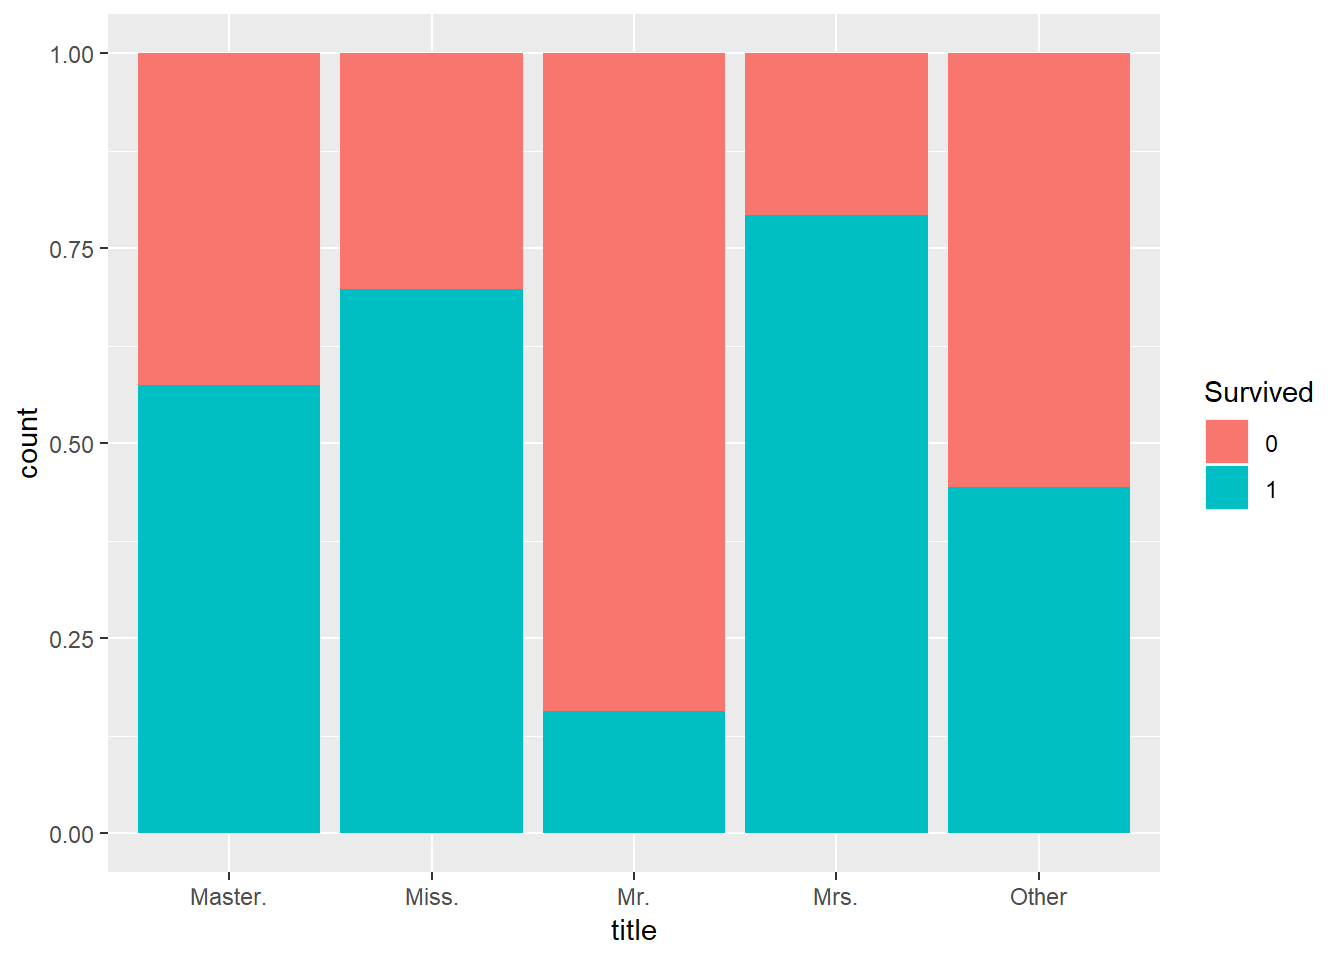 1.00
0.75
0.50
0.25
0.00
count
Master.
Miss.
Mr.
Mrs.
Other
title
Survived
0
1